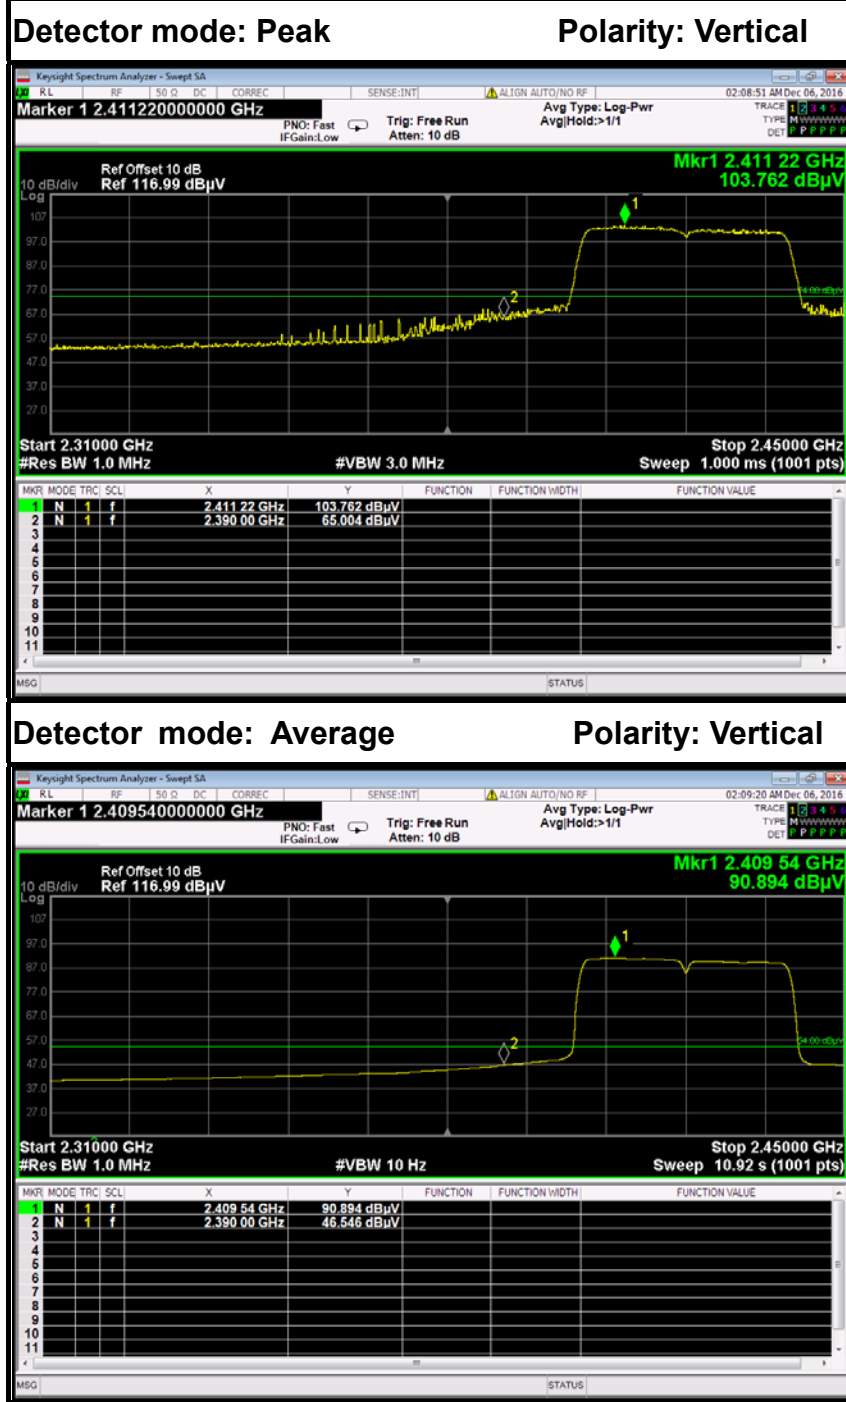 Detector mode: Peak Polarity: Vertical
Keysight Spectrum Analyzer - Swept SA
RL RF 50 Ω DC CORREC SENSE:INT ALIGN AUTO/NO RF 02:08:51 AM Dec 06, 2016
Marker 1 2.411220000000 GHz
PNO: Fast
IFGain:Low
Trig: Free Run
Atten: 10 dB
Avg Type: Log-Pwr
Avg|Hold:>1/1
TRACE 1 2 3 4 5
TYPE M
DET P P P P P
Mkr1 2.411 22 GHz
103.762 dBµV
Ref Offset 10 dB
10 dB/div Ref 116.99 dBµV
Log
107
97.0
87.0
77.0
67.0
57.0
47.0
37.0
27.0
1
2
74.00 dBµV
Start 2.31000 GHz Stop 2.45000 GHz
#Res BW 1.0 MHz #VBW 3.0 MHz Sweep 1.000 ms (1001 pts)
MKR MODE TRC SCL X Y FUNCTION FUNCTION WIDTH FUNCTION VALUE
1 N 1 f 2.411 22 GHz 103.762 dBµV
2 N 1 f 2.390 00 GHz 65.004 dBµV
3
4
5
6
7
8
9
10
11
MSG STATUS
Detector mode: Average Polarity: Vertical
Keysight Spectrum Analyzer - Swept SA
RL RF 50 Ω DC CORREC SENSE:INT ALIGN AUTO/NO RF 02:09:20 AM Dec 06, 2016
Marker 1 2.409540000000 GHz
PNO: Fast
IFGain:Low
Trig: Free Run
Atten: 10 dB
Avg Type: Log-Pwr
Avg|Hold:>1/1
TRACE 1 2 3 4 5
TYPE M
DET P P P P P
Mkr1 2.409 54 GHz
90.894 dBµV
Ref Offset 10 dB
10 dB/div Ref 116.99 dBµV
Log
107
97.0
87.0
77.0
67.0
57.0
47.0
37.0
27.0
1
2
54.00 dBµV
Start 2.31000 GHz Stop 2.45000 GHz
#Res BW 1.0 MHz #VBW 10 Hz Sweep 10.92 s (1001 pts)
MKR MODE TRC SCL X Y FUNCTION FUNCTION WIDTH FUNCTION VALUE
1 N 1 f 2.409 54 GHz 90.894 dBµV
2 N 1 f 2.390 00 GHz 46.546 dBµV
3
4
5
6
7
8
9
10
11
MSG STATUS